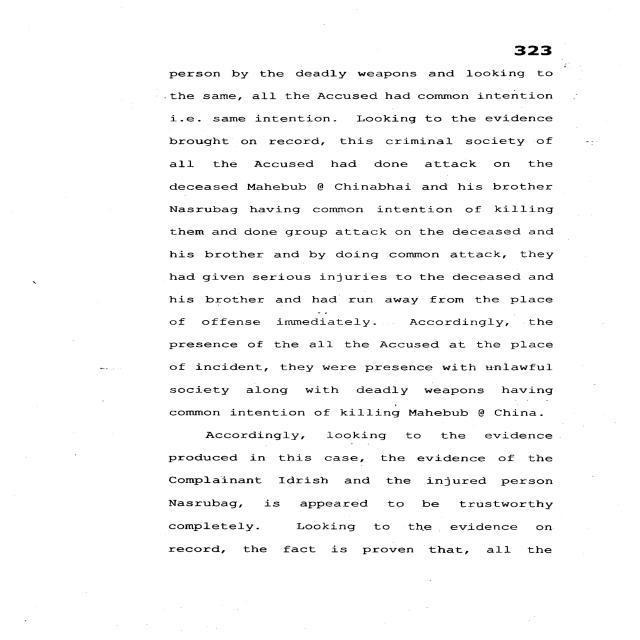 323
person by the deadly weapons and looking to
the same, all the Accused had common intention
i.e. same intention. Looking to the evidence
brought on record, this criminal society of
all the Accused had done attack on the
deceased Mahebub @ Chinabhai and his brother
Nasrubag having common intention of killing
them and done group attack on the deceased and
his brother and by doing common attack, they
had given serious injuries to the deceased and
his brother and had run away from the place
of offense immediately. Accordingly, the
presence of the all the Accused at the place
of incident, they were presence with unlawful
society along with deadly weapons having
common intention of killing Mahebub @ China.
Accordingly, looking to the evidence
produced in this case, the evidence of the
Complainant Idrish and the injured person
Nasrubag, is appeared to be trustworthy
completely. Looking to the evidence on
record, the fact is proven that, all the